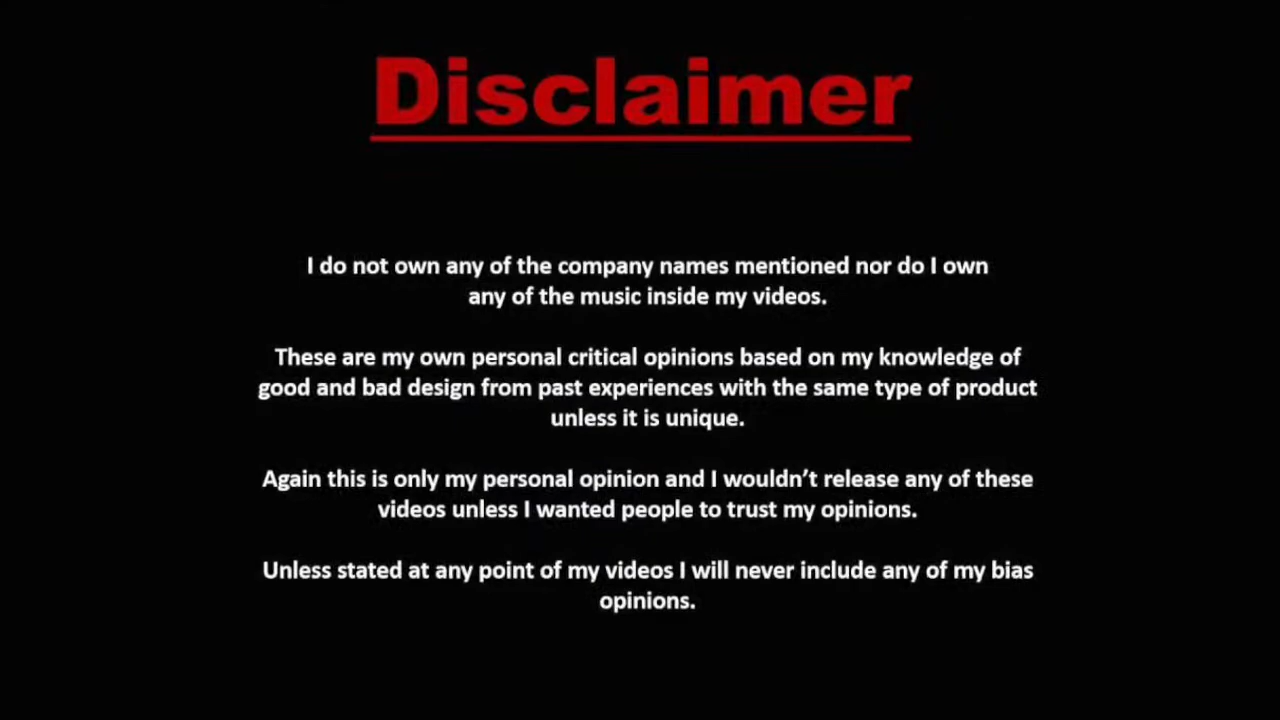 Disclaimer
I do not own any of the company names mentioned nor do I own
any of the music inside my videos.
These are my own personal critical opinions based on my knowledge of
good and bad design from past experiences with the same type of product
unless it is unique.
Again this is only my personal opinion and I wouldn’t release any of these
videos unless I wanted people to trust my opinions.
Unless stated at any point of my videos I will never include any of my bias
opinions.